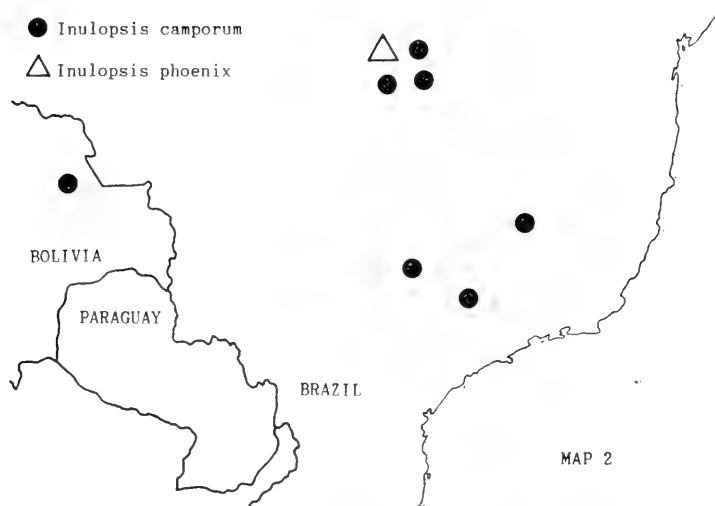 Inulopsis camporum
Inulopsis phoenix
BOLIVIA
PARAGUAY
BRAZIL
MAP 2